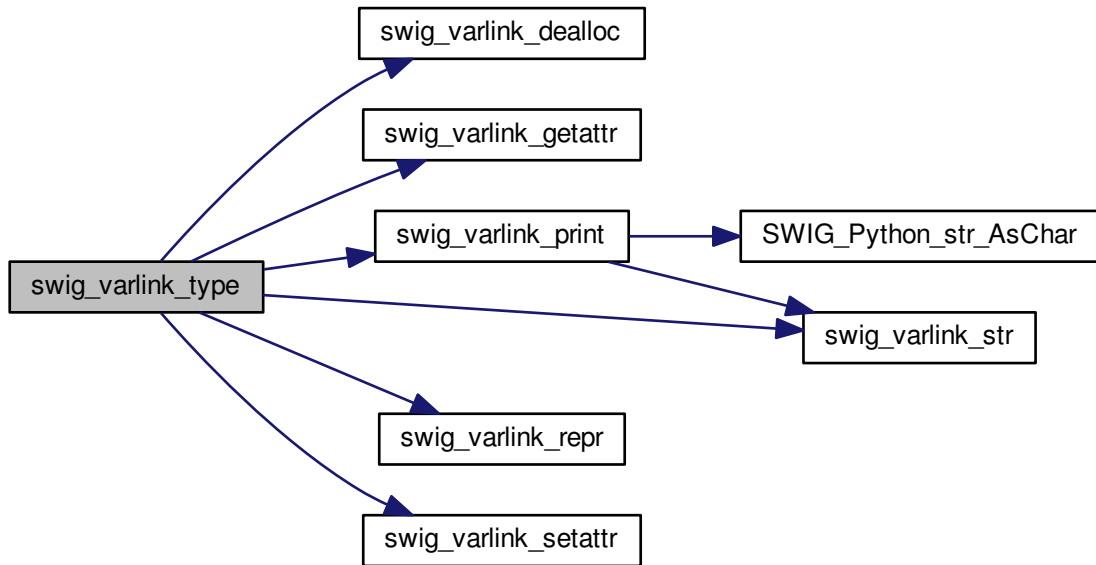 swig_varlink_dealloc
swig_varlink_getattr
swig_varlink_print
SWIG_Python_str_AsChar
swig_varlink_type
swig_varlink_str
swig_varlink_repr
swig_varlink_setattr